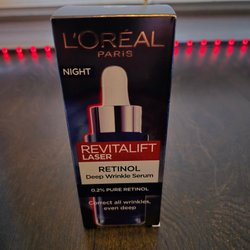 L'ORÉAL
PARIS
NIGHT
REVITALIFT
LASER
RETINOL
Deep Wrinkle Serum
0.2% PURE RETINOL
Correct all wrinkles,
even deep